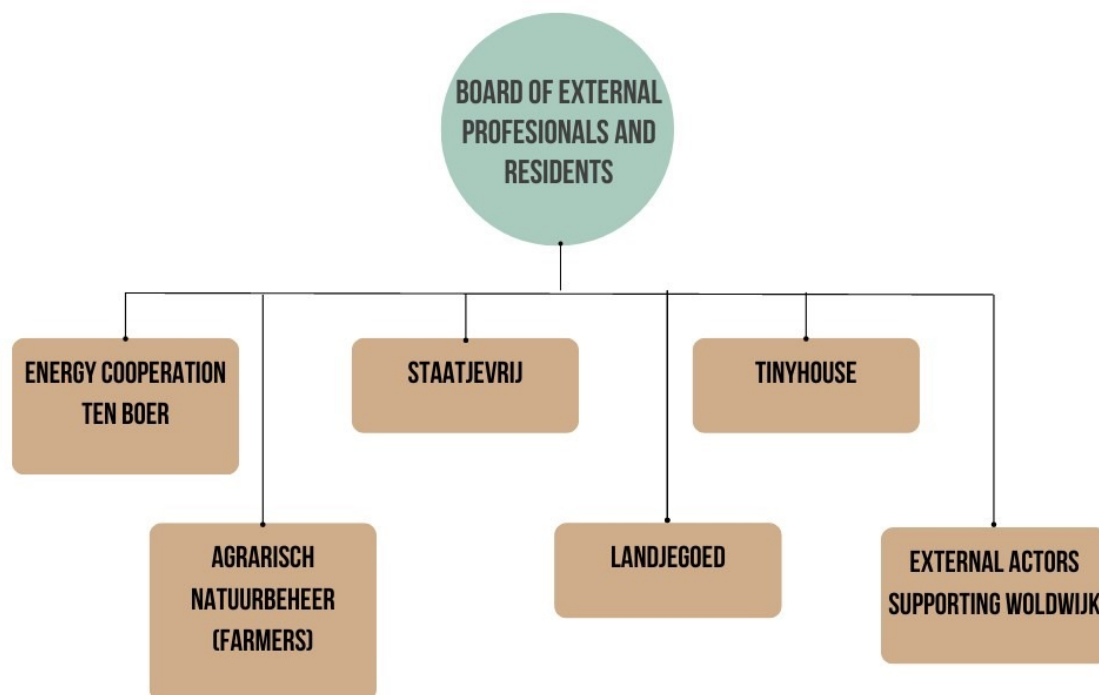 BOARD OF EXTERNAL
PROFESIONALS AND
RESIDENTS
ENERGY COOPERATION
TEN BOER
STAATJEVRIJ
TINYHOUSE
AGRARISCH
NATUURBEHEER
(FARMERS)
LANDJEGOED
EXTERNAL ACTORS
SUPPORTING WOLDWIJK